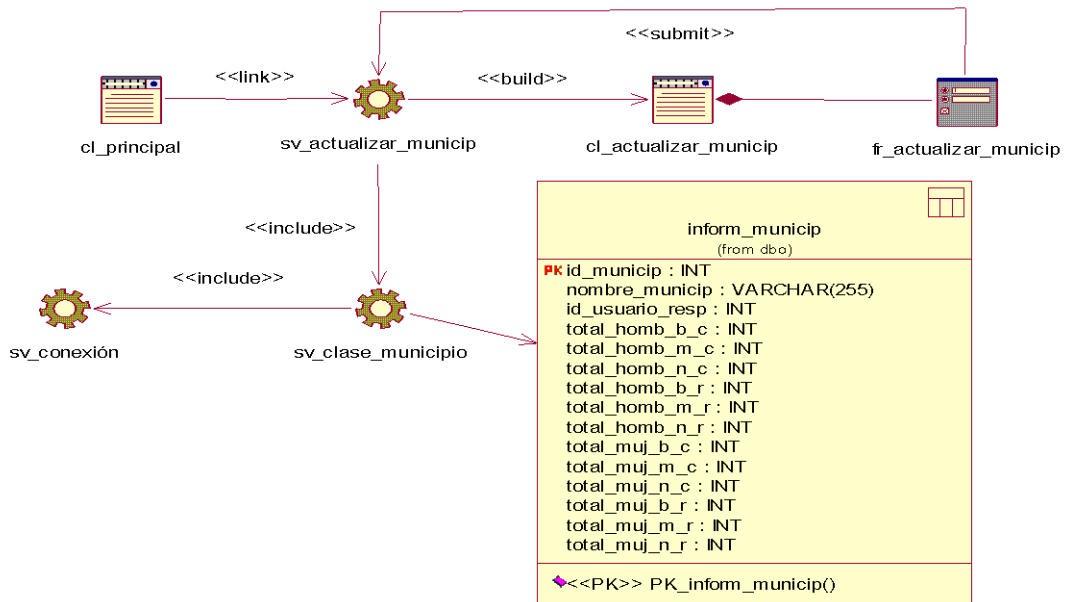 <<submit>>
<<link>>
<<build>>
cl_principal
sv_actualizar_municip
cl_actualizar_municip
fr_actualizar_municip
<<include>>
<<include>>
sv_conexión
sv_clase_municipio
inform_municip
(from dbo)
PK id_municip : INT
nombre_municip : VARCHAR(255)
id_usuario_resp : INT
total_homb_b_c : INT
total_homb_m_c : INT
total_homb_n_c : INT
total_homb_b_r : INT
total_homb_m_r : INT
total_homb_n_r : INT
total_muj_b_c : INT
total_muj_m_c : INT
total_muj_n_c : INT
total_muj_b_r : INT
total_muj_m_r : INT
total_muj_n_r : INT
<<PK>> PK_inform_municip()